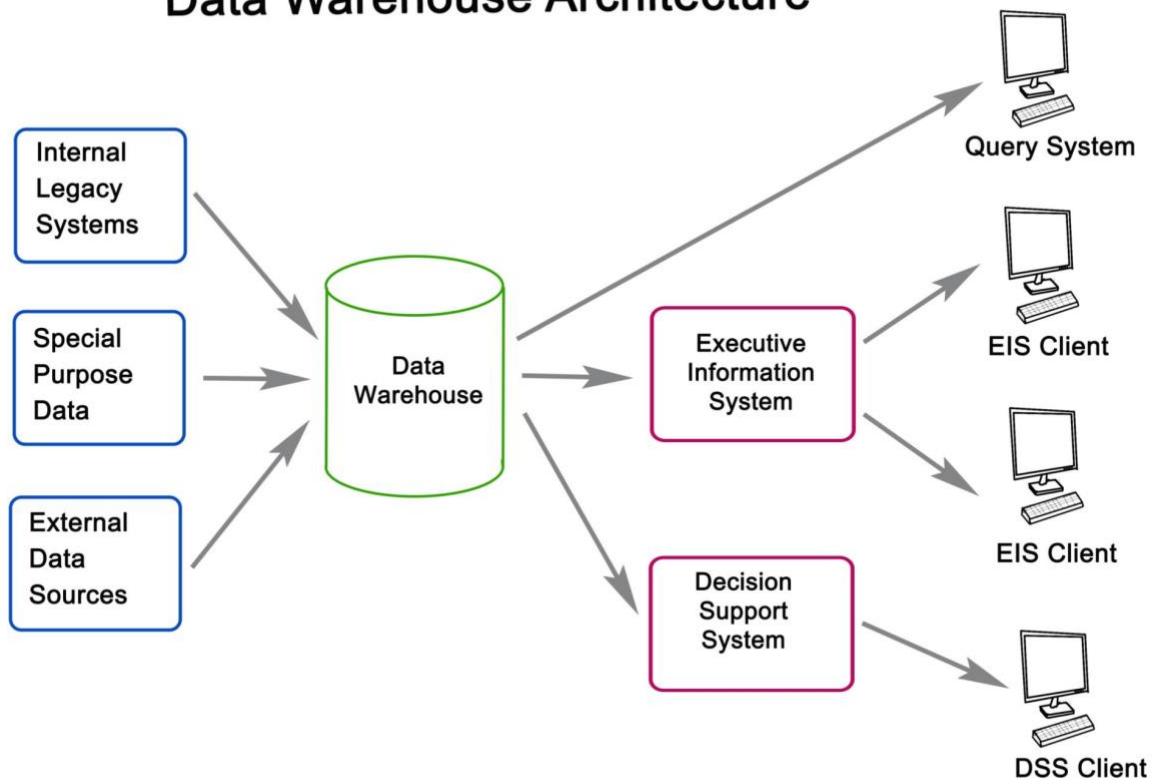 Data Warehouse Architecture
Internal
Legacy
Systems
Special
Purpose
Data
External
Data
Sources
Data
Warehouse
Executive
Information
System
Decision
Support
System
Query System
EIS Client
EIS Client
DSS Client